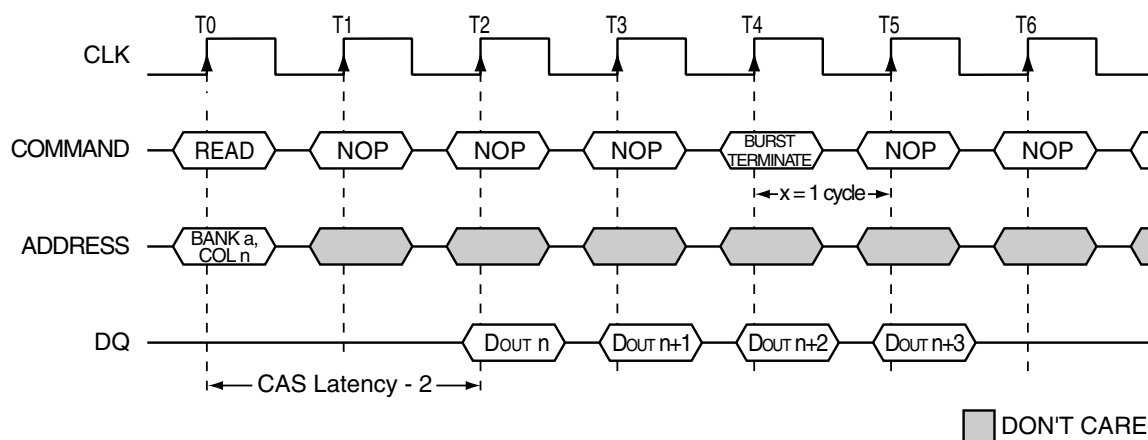 T0 T1 T2 T3 T4 T5 T6
CLK
COMMAND READ NOP NOP NOP BURST TERMINATE NOP NOP
x = 1 cycle
ADDRESS BANK a, COL n
DQ DOUT n DOUT n+1 DOUT n+2 DOUT n+3
CAS Latency - 2
DON'T CARE